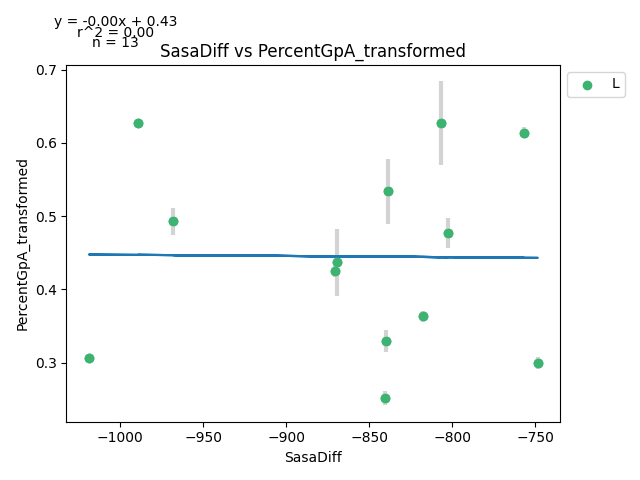 y = -0.00x + 0.43
r^2 = 0.00
n = 13
SasaDiff vs PercentGpA_transformed
L
PercentGpA_transformed
0.7
0.6
0.5
0.4
0.3
−1000
−950
−900
−850
−800
−750
SasaDiff